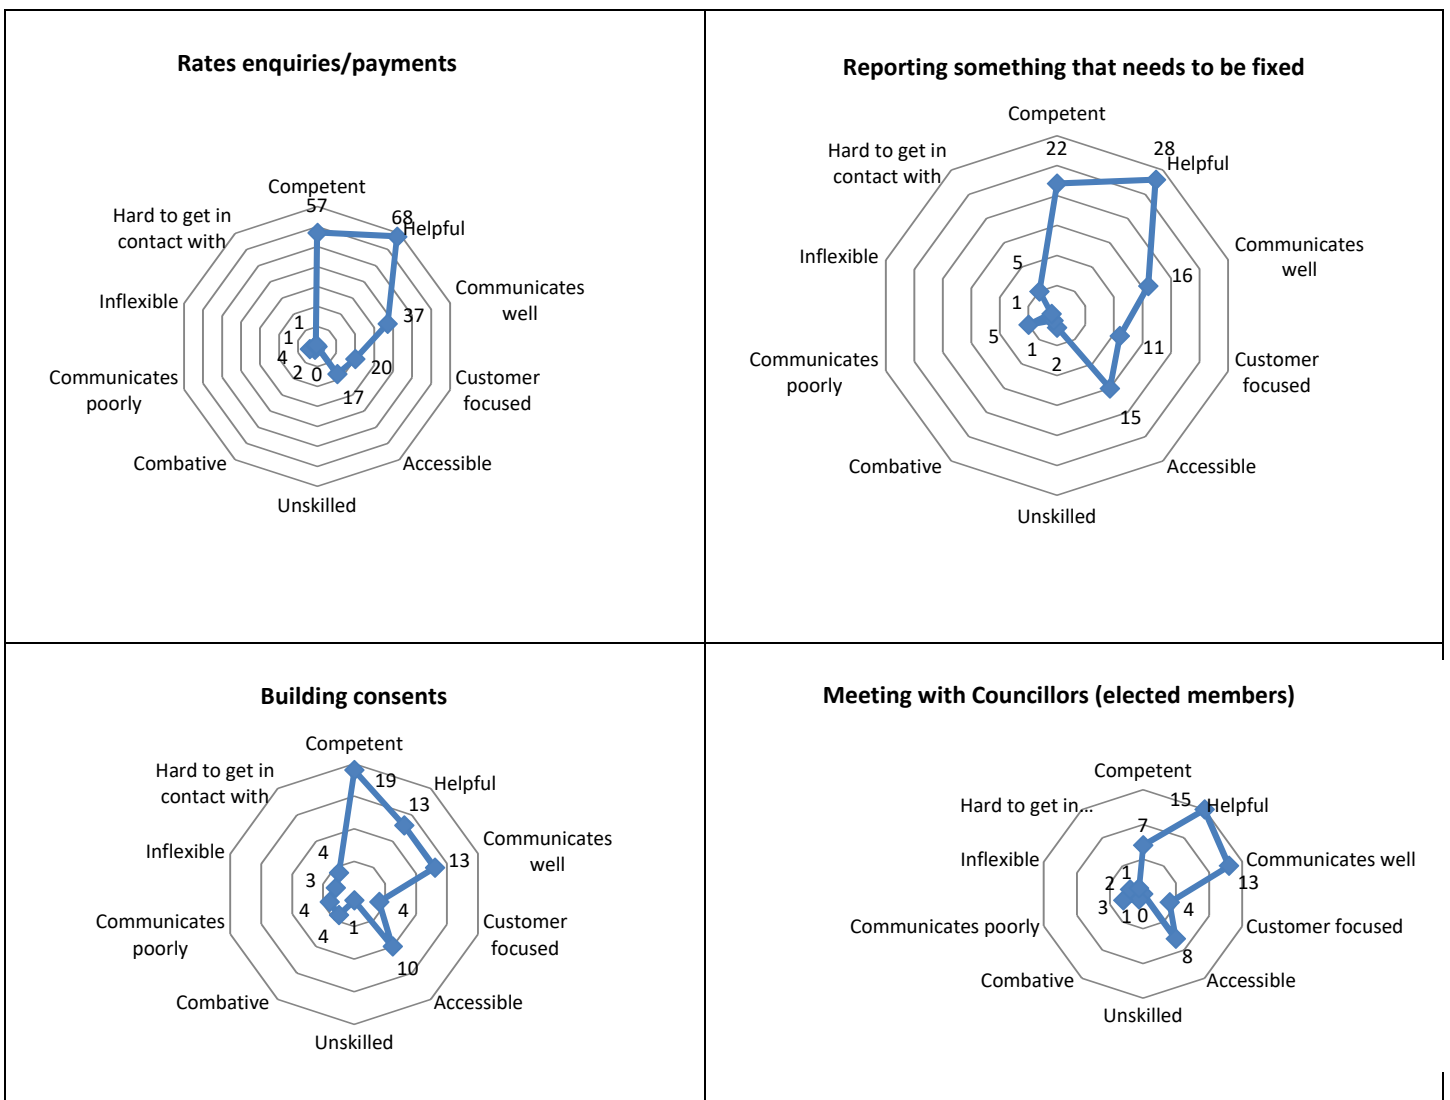 Rates enquiries/payments
Competent
57
68
Helpful
Hard to get in
contact with
Communicates
well
Inflexible
37
1
1
4
20
Communicates
poorly
2
0
17
Customer
focused
Combative
Accessible
Unskilled
Reporting something that needs to be fixed
Competent
22
28
Helpful
Hard to get in
contact with
Communicates
well
Inflexible
5
16
1
5
1
2
11
Communicates
poorly
Customer
focused
15
Combative
Accessible
Unskilled
Building consents
Competent
19
Helpful
Hard to get in
contact with
13
Communicates
well
Inflexible
4
13
3
4
4
Communicates
poorly
4
1
Customer
focused
10
Combative
Accessible
Unskilled
Meeting with Councillors (elected members)
Competent
15
Helpful
Hard to get in...
7
Inflexible
Communicates well
1
2
13
3
1
0
4
Communicates poorly
Customer focused
8
Combative
Accessible
Unskilled